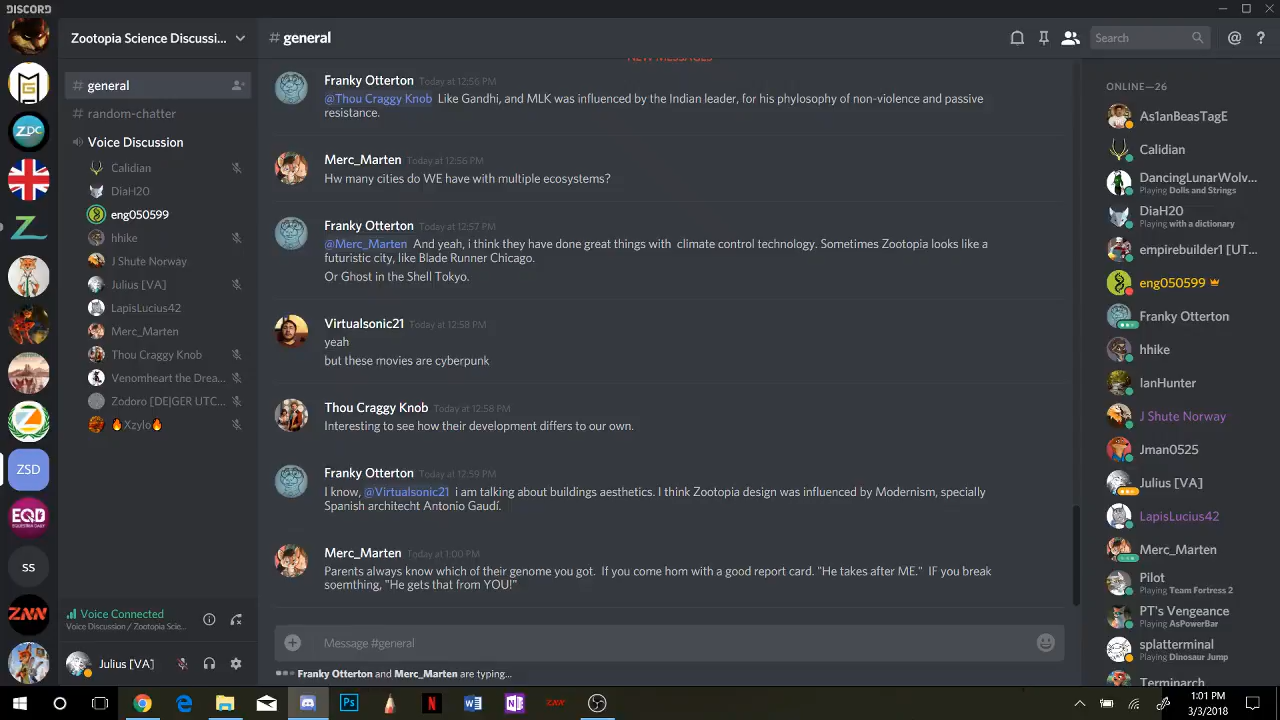 DISCORD
Zootopia Science Discussi...
# general
Search
# general
# random-chatter
Voice Discussion
Calidian
DiaH20
eng050599
hhike
J Shute Norway
Julius [VA]
LapisLucius42
Merc_Marten
Thou Craggy Knob
Venomheart the Drea...
Zodoro [DE|GER UTC...
🔥Xzylo🔥
ZDC
ZSD
EQD
EQUESTRIA DAILY
ss
ZNN
Voice Connected
Voice Discussion / Zootopia Scie...
Julius [VA]
Franky Otterton Today at 12:56 PM
@Thou Craggy Knob Like Gandhi, and MLK was influenced by the Indian leader, for his phylosophy of non-violence and passive
resistance.
Merc_Marten Today at 12:56 PM
Hw many cities do WE have with multiple ecosystems?
Franky Otterton Today at 12:57 PM
@Merc_Marten And yeah, i think they have done great things with climate control technology. Sometimes Zootopia looks like a
futuristic city, like Blade Runner Chicago.
Or Ghost in the Shell Tokyo.
Virtualsonic21 Today at 12:58 PM
yeah
but these movies are cyberpunk
Thou Craggy Knob Today at 12:58 PM
Interesting to see how their development differs to our own.
Franky Otterton Today at 12:59 PM
I know, @Virtualsonic21 i am talking about buildings aesthetics. I think Zootopia design was influenced by Modernism, specially
Spanish architecht Antonio Gaudí.
Merc_Marten Today at 1:00 PM
Parents always know which of their genome you got. If you come hom with a good report card. "He takes after ME." IF you break
soemthing, "He gets that from YOU!"
Message #general
Franky Otterton and Merc_Marten are typing...
ONLINE—26
As1anBeasTagE
Calidian
DancingLunarWolv...
Playing Dolls and Strings
DiaH20
Playing with a dictionary
empirebuilder1 [UT...
eng050599
Franky Otterton
hhike
IanHunter
J Shute Norway
Jman0525
Julius [VA]
LapisLucius42
Merc_Marten
Pilot
Playing Team Fortress 2
PT's Vengeance
Playing AsPowerBar
splatterminal
Playing Dinosaur Jump
Terminarch
Ps
N
W
N
ZNN
1:01 PM
3/3/2018